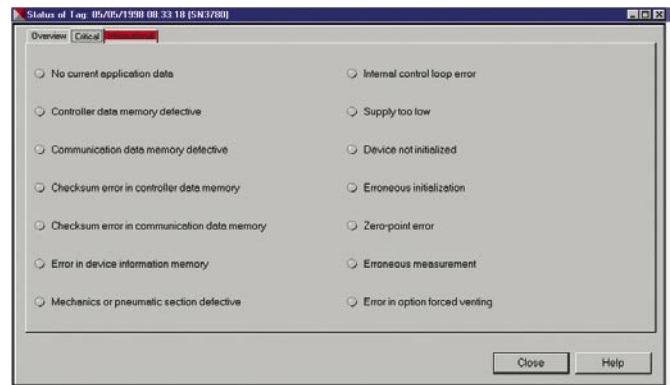 Status of Tag: 05/05/1998 08:33:18 (SN3780)
Overview Critical
No current application data
Controller data memory defective
Communication data memory defective
Checksum error in controller data memory
Checksum error in communication data memory
Error in device information memory
Mechanics or pneumatic section defective
Internal control loop error
Supply too low
Device not initialized
Erroneous initialization
Zero-point error
Erroneous measurement
Error in option forced venting
Close Help